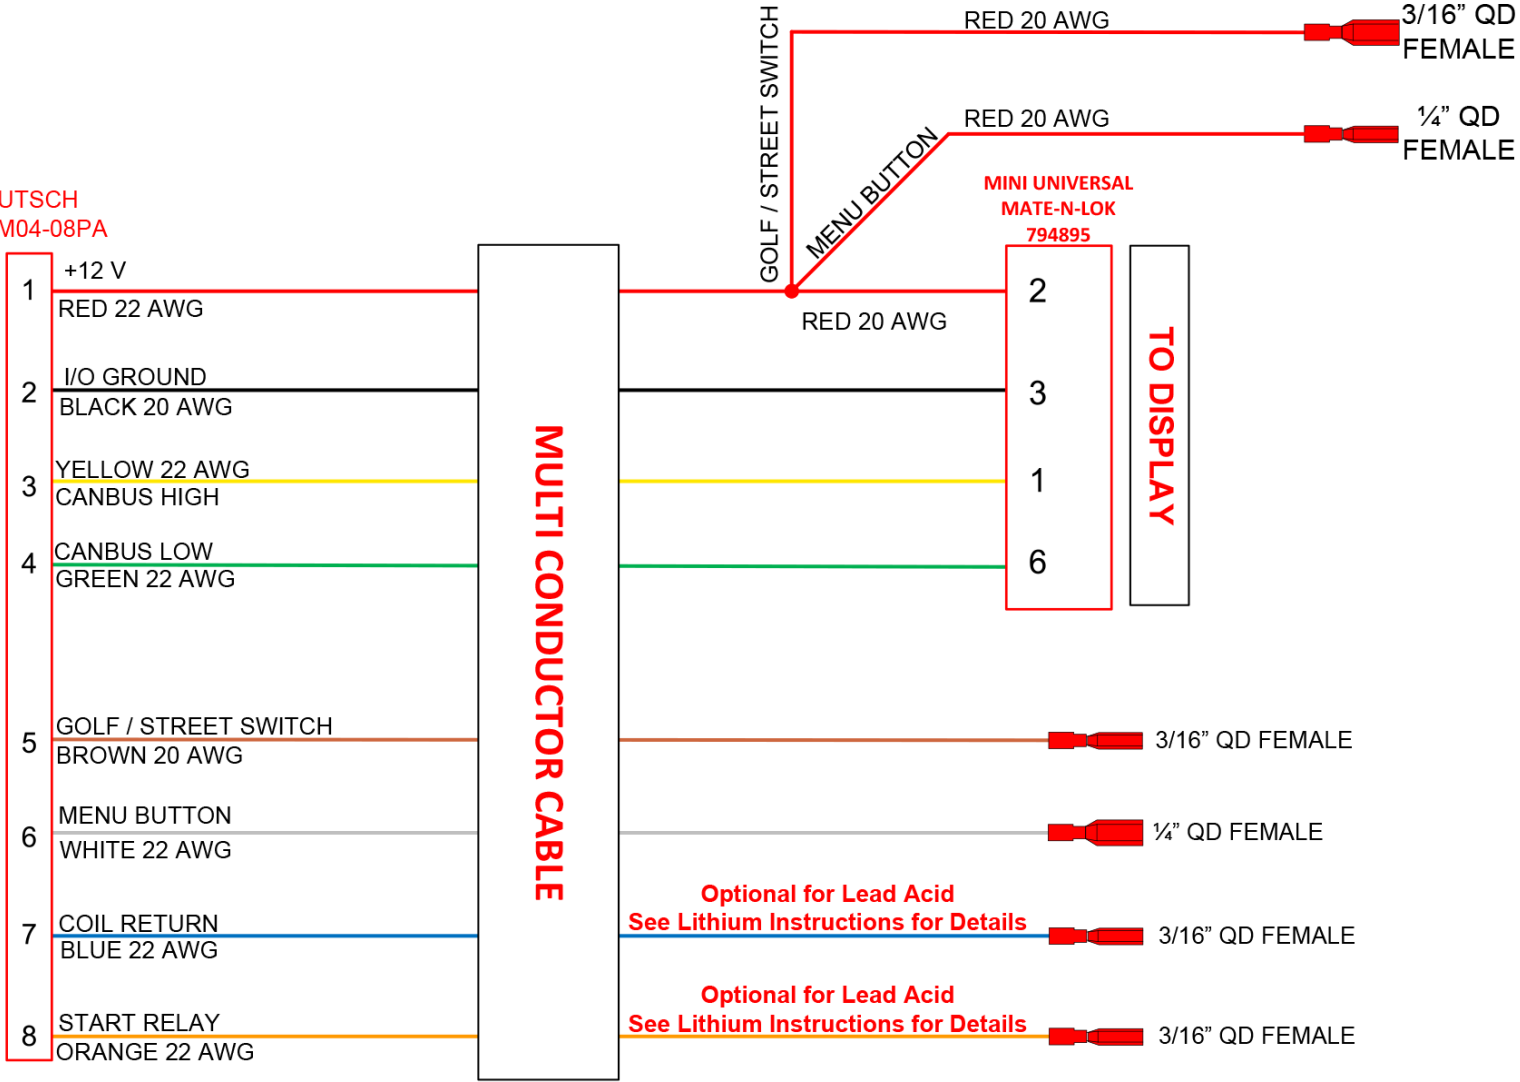 RED 20 AWG
3/16” QD
FEMALE
GOLF / STREET SWITCH
RED 20 AWG
¼” QD
FEMALE
MENU BUTTON
MINI UNIVERSAL
MATE-N-LOK
794895
UTSCH
M04-08PA
1
+12 V
RED 22 AWG
RED 20 AWG
2
2
I/O GROUND
BLACK 20 AWG
3
3
YELLOW 22 AWG
CANBUS HIGH
1
4
CANBUS LOW
GREEN 22 AWG
6
TO DISPLAY
MULTI CONDUCTOR CABLE
5
GOLF / STREET SWITCH
BROWN 20 AWG
3/16” QD FEMALE
6
MENU BUTTON
WHITE 22 AWG
¼” QD FEMALE
7
COIL RETURN
BLUE 22 AWG
Optional for Lead Acid
See Lithium Instructions for Details
3/16” QD FEMALE
8
START RELAY
ORANGE 22 AWG
Optional for Lead Acid
See Lithium Instructions for Details
3/16” QD FEMALE